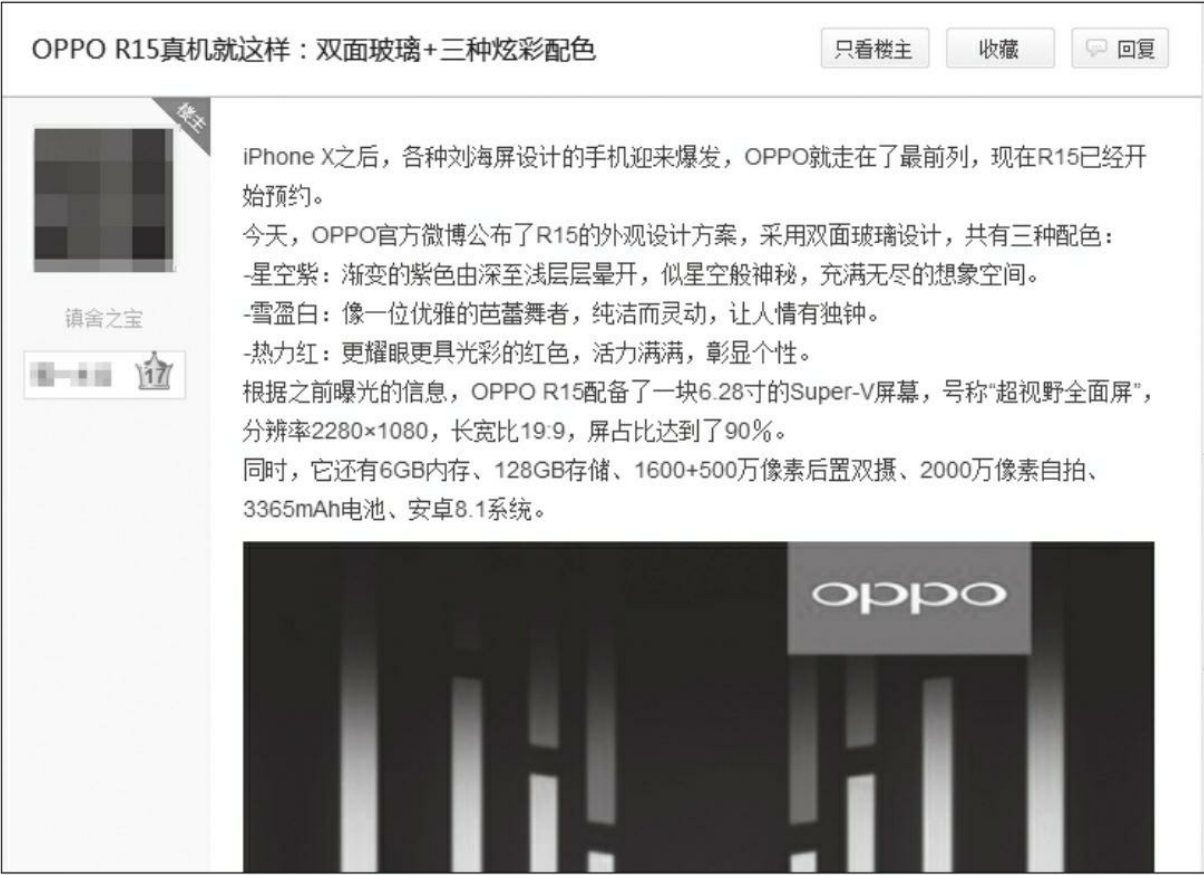 OPPO R15真机就这样：双面玻璃+三种炫彩配色
只看楼主
收藏
回复
楼主
iPhone X之后，各种刘海屏设计的手机迎来爆发，OPPO就走在了最前列，现在R15已经开
始预约。
今天，OPPO官方微博公布了R15的外观设计方案，采用双面玻璃设计，共有三种配色：
-星空紫：渐变的紫色由深至浅层层晕开，似星空般神秘，充满无尽的想象空间。
-雪盈白：像一位优雅的芭蕾舞者，纯洁而灵动，让人情有独钟。
-热力红：更耀眼更具光彩的红色，活力满满，彰显个性。
根据之前曝光的信息，OPPO R15配备了一块6.28寸的Super-V屏幕，号称“超视野全面屏”，
分辨率2280×1080，长宽比19:9，屏占比达到了90%。
同时，它还有6GB内存、128GB存储、1600+500万像素后置双摄、2000万像素自拍、
3365mAh电池、安卓8.1系统。
镇舍之宝
17
oppo